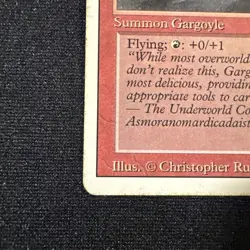 Summon Gargoyle
Flying; : +0/+1
"While most overworld
don't realize this, Garg
most delicious, providin
appropriate tools to car
— The Underworld Co
Asmoranomardicadaist
Illus. © Christopher Ru